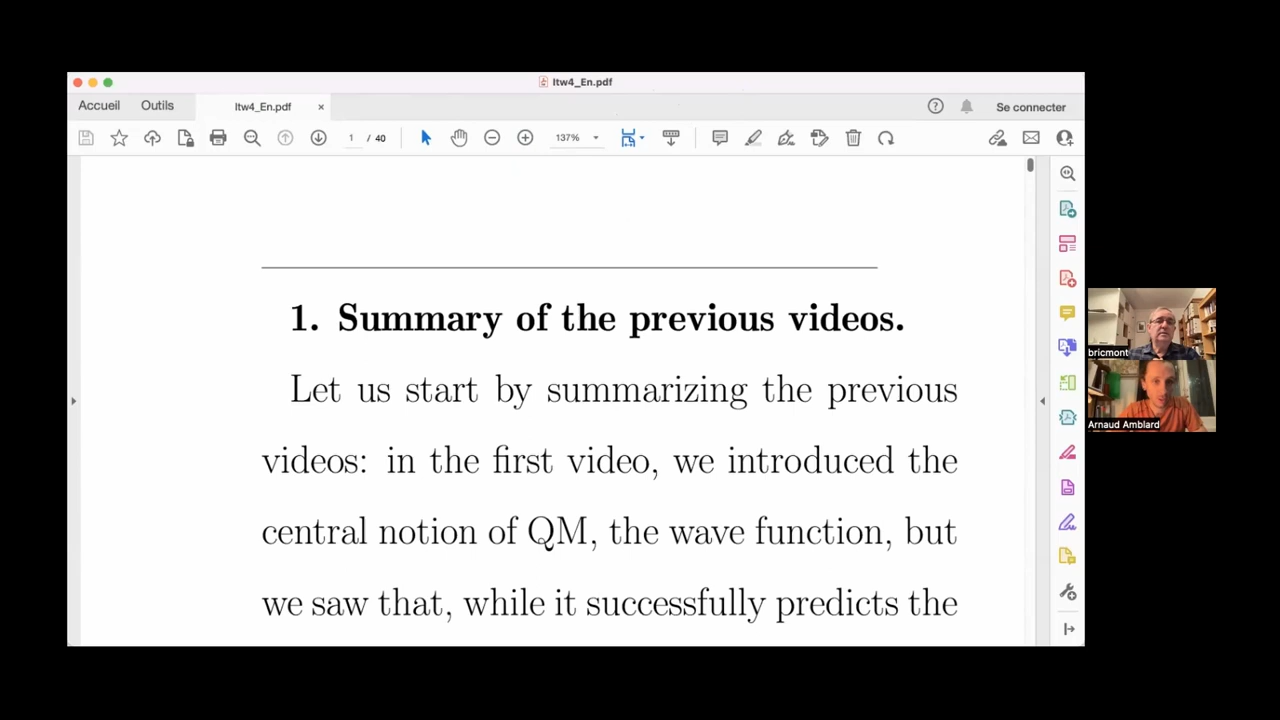 Itw4_En.pdf
Accueil Outils Itw4_En.pdf × Se connecter
1 / 40 137%
1. Summary of the previous videos.
Let us start by summarizing the previous
videos: in the first video, we introduced the
central notion of QM, the wave function, but
we saw that, while it successfully predicts the
bricmont
Arnaud Amblard